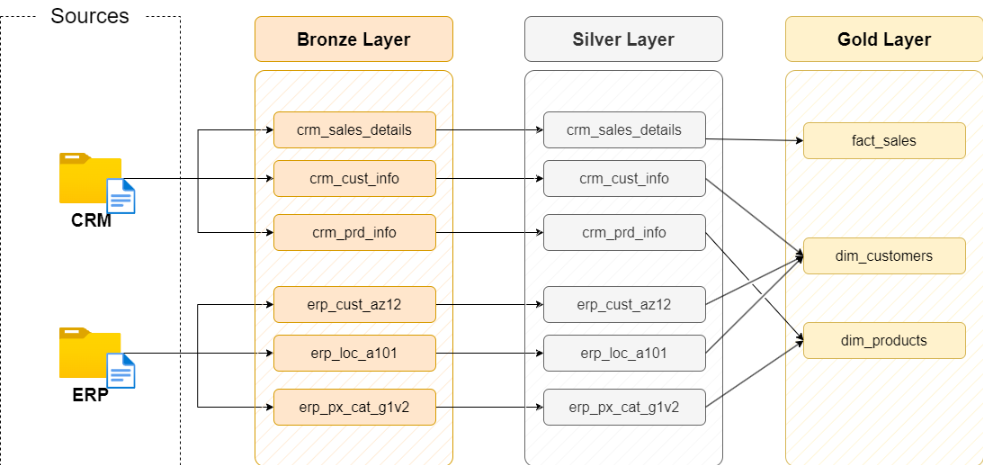 Sources
Bronze Layer
Silver Layer
Gold Layer
crm_sales_details
crm_sales_details
fact_sales
crm_cust_info
crm_cust_info
CRM
crm_prd_info
crm_prd_info
dim_customers
erp_cust_az12
erp_cust_az12
dim_products
erp_loc_a101
erp_loc_a101
ERP
erp_px_cat_g1v2
erp_px_cat_g1v2